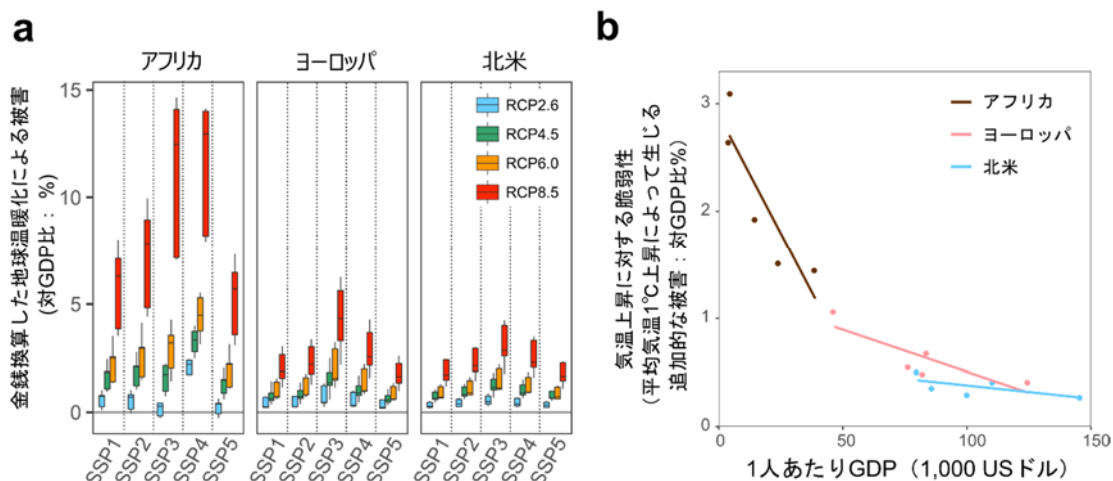 a
アフリカ
ヨーロッパ
北米
金銭換算した地球温暖化による被害
(対GDP比： %)
15
10
5
0
RCP2.6
RCP4.5
RCP6.0
RCP8.5
SSP1
SSP2
SSP3
SSP4
SSP5
SSP1
SSP2
SSP3
SSP4
SSP5
SSP1
SSP2
SSP3
SSP4
SSP5
b
気温上昇に対する脆弱性
（平均気温1℃上昇によって生じる
追加的な被害：対GDP比%）
3
2
1
0
アフリカ
ヨーロッパ
北米
50
100
150
1人あたりGDP（1,000 USドル）